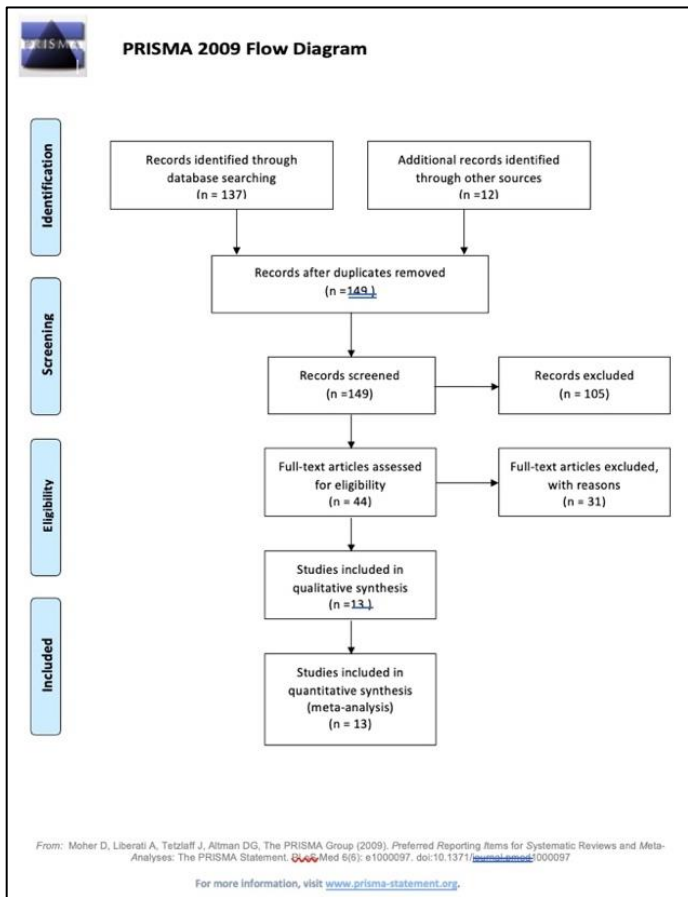 PRISMA
PRISMA 2009 Flow Diagram
Identification
Records identified through
database searching
(n = 137)
Additional records identified
through other sources
(n =12)
Records after duplicates removed
(n =149 )
Screening
Records screened
(n =149)
Records excluded
(n = 105)
Eligibility
Full-text articles assessed
for eligibility
(n = 44)
Full-text articles excluded,
with reasons
(n = 31)
Studies included in
qualitative synthesis
(n =13 )
Included
Studies included in
quantitative synthesis
(meta-analysis)
(n = 13)
From: Moher D, Liberati A, Tetzlaff J, Altman DG, The PRISMA Group (2009). Preferred Reporting Items for Systematic Reviews and Meta-
Analyses: The PRISMA Statement. PLoS Med 6(6): e1000097. doi:10.1371/journal.pmed1000097
For more information, visit www.prisma-statement.org.